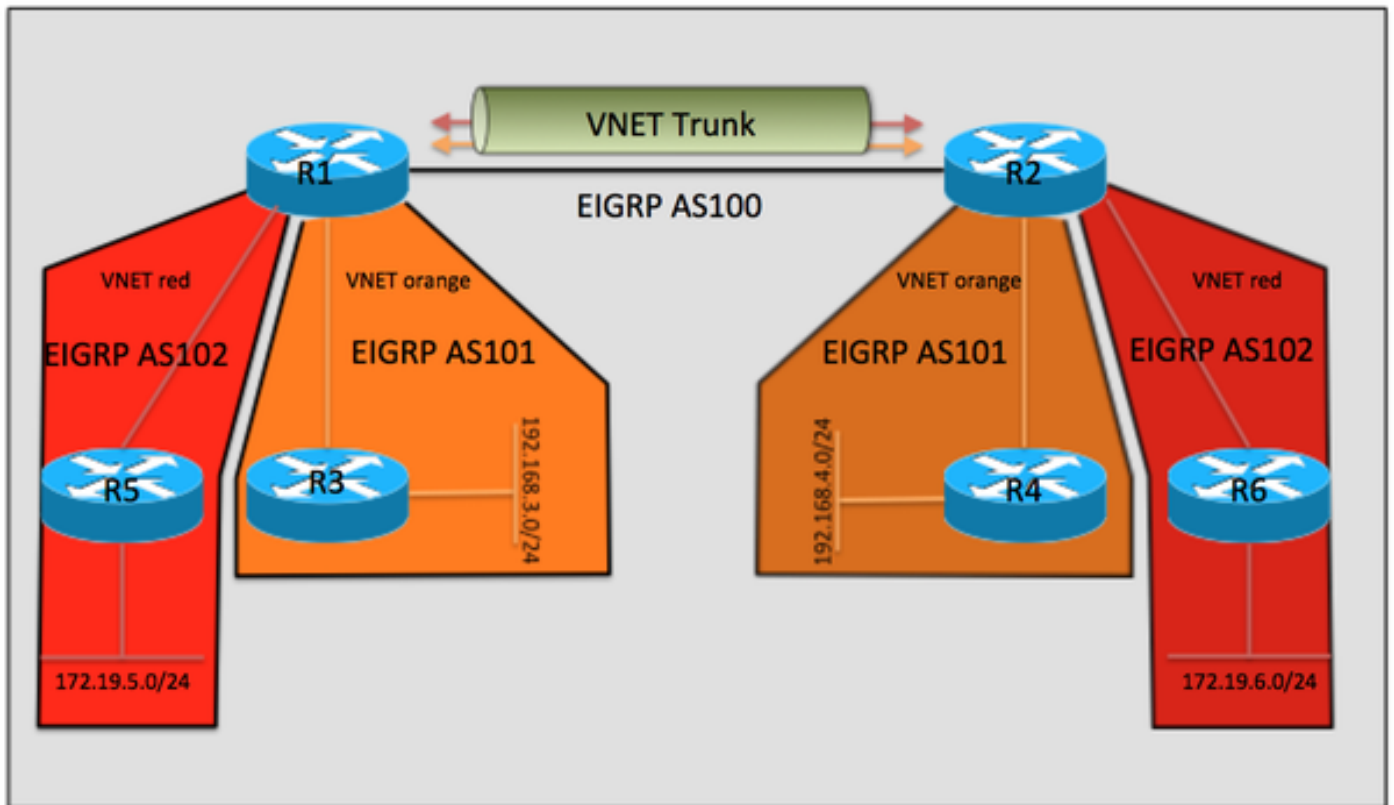 VNET Trunk
R1
R2
EIGRP AS100
VNET red
VNET orange
VNET orange
VNET red
EIGRP AS102
EIGRP AS101
EIGRP AS101
EIGRP AS102
192.168.3.0/24
192.168.4.0/24
R5
R3
R4
R6
172.19.5.0/24
172.19.6.0/24